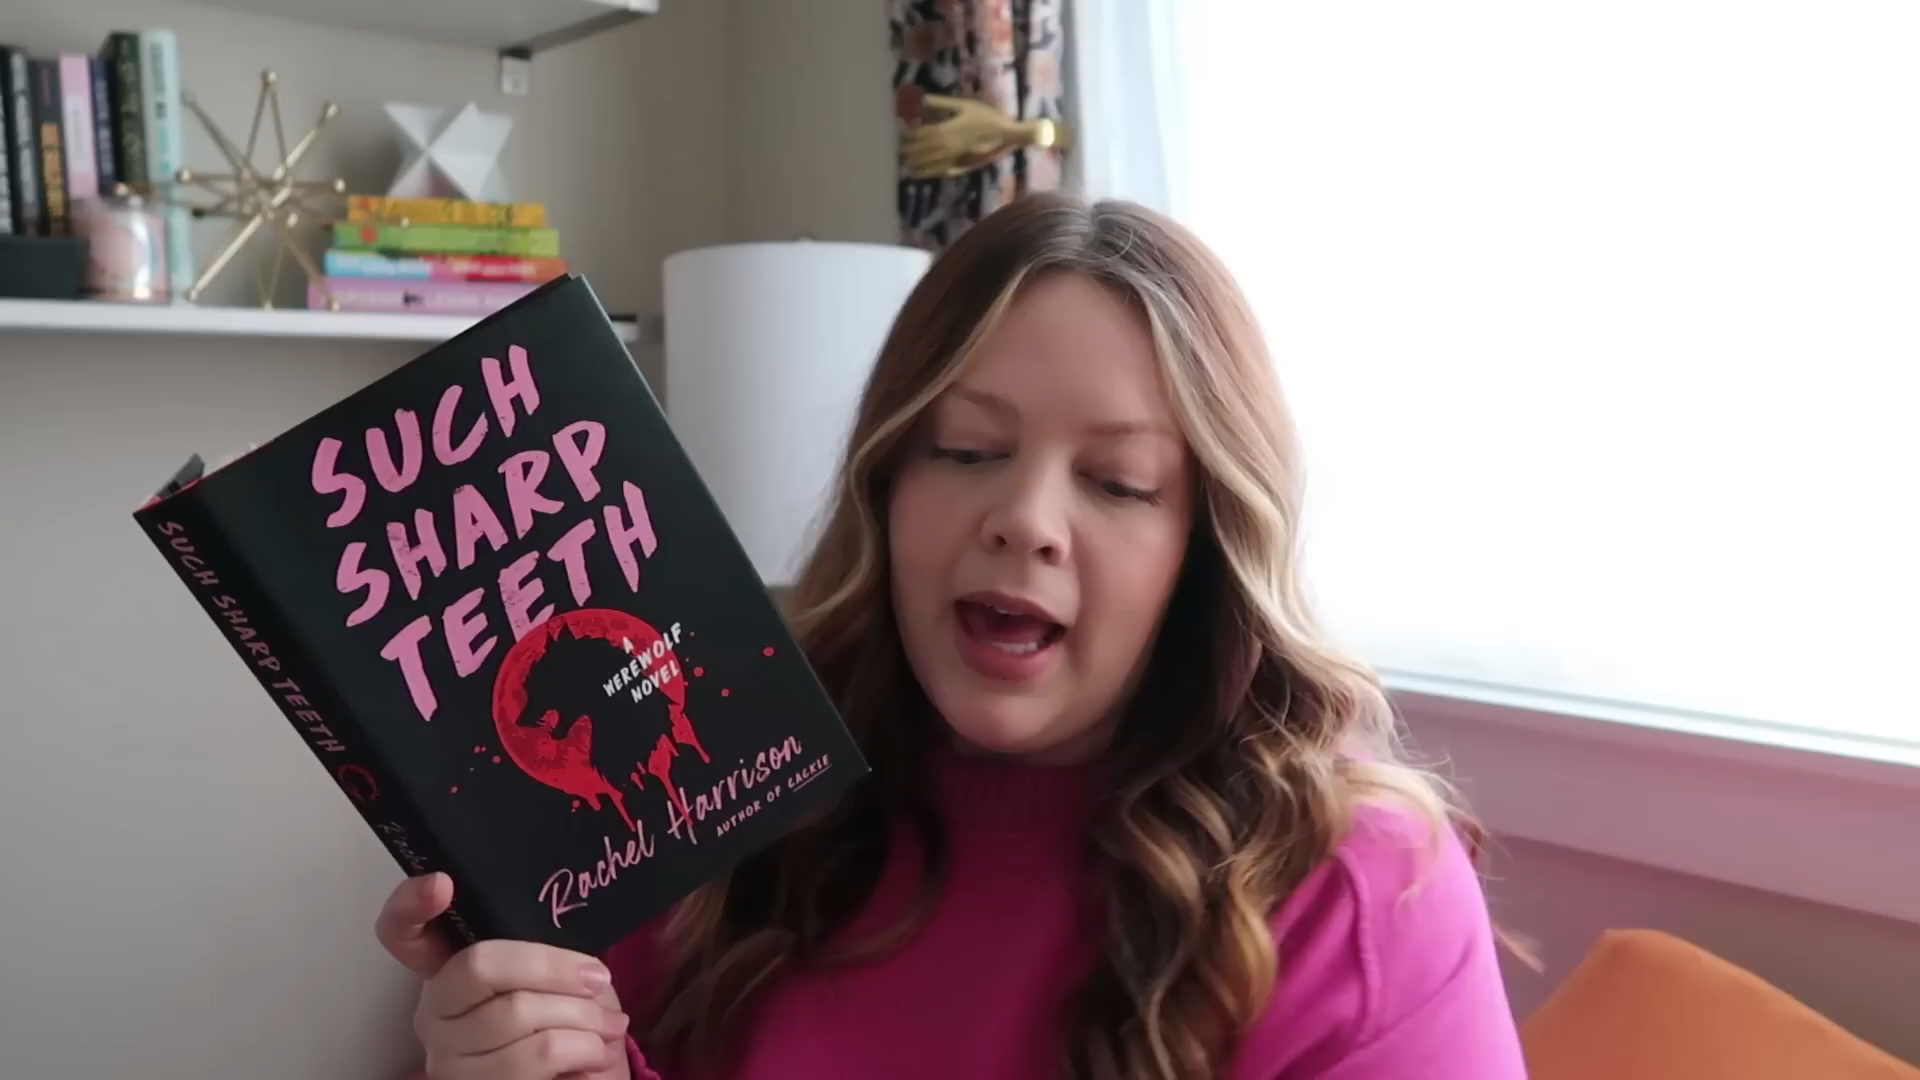 SUCH
SHARP
TEETH
A
WEREWOLF
NOVEL
Rachel Harrison
AUTHOR OF CACKLE
SUCH SHARP TEETH